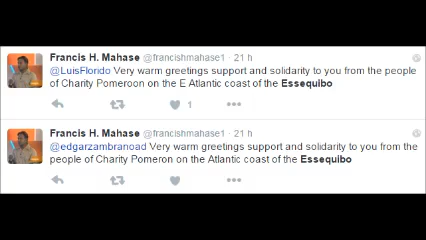 Francis H. Mahase @francishmahase1 · 21 h
@LuisFlorido Very warm greetings support and solidarity to you from the people
of Charity Pomeroon on the E Atlantic coast of the Essequibo
1
Francis H. Mahase @francishmahase1 · 21 h
@edgarzambranoad Very warm greetings support and solidarity to you from the
people of Charity Pomeron on the Atlantic coast of the Essequibo